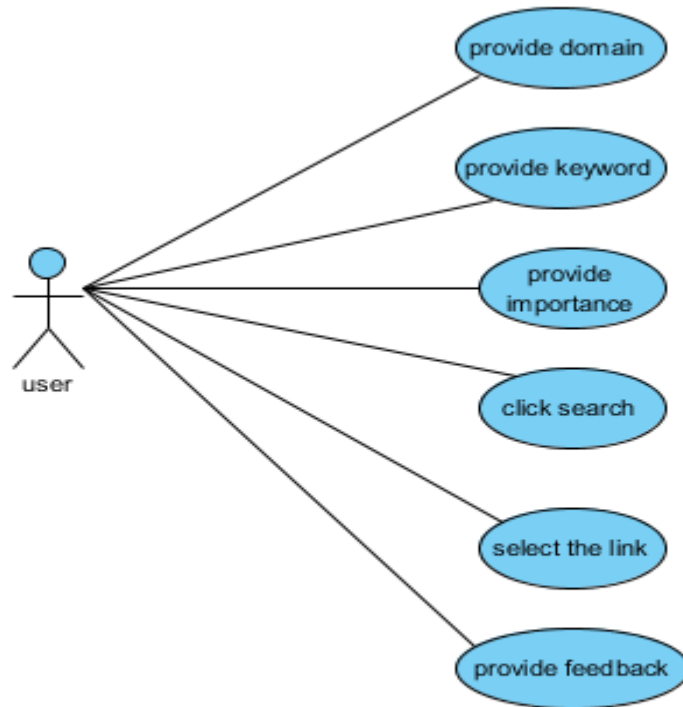 provide domain
provide keyword
provide
importance
user
click search
select the link
provide feedback